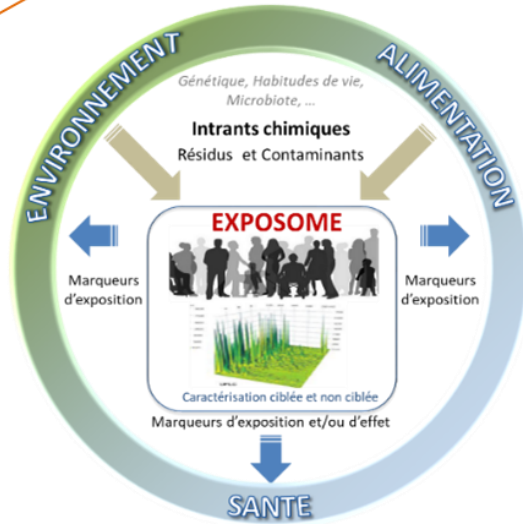 ENVIRONNEMENT
ALIMENTATION
Génétique, Habitudes de vie,
Microbiote, ...
Intrants chimiques
Résidus et Contaminants
EXPOSOME
Marqueurs
d'exposition
Marqueurs
d'exposition
Caractérisation ciblée et non ciblée
Marqueurs d'exposition et/ou d'effet
SANTE